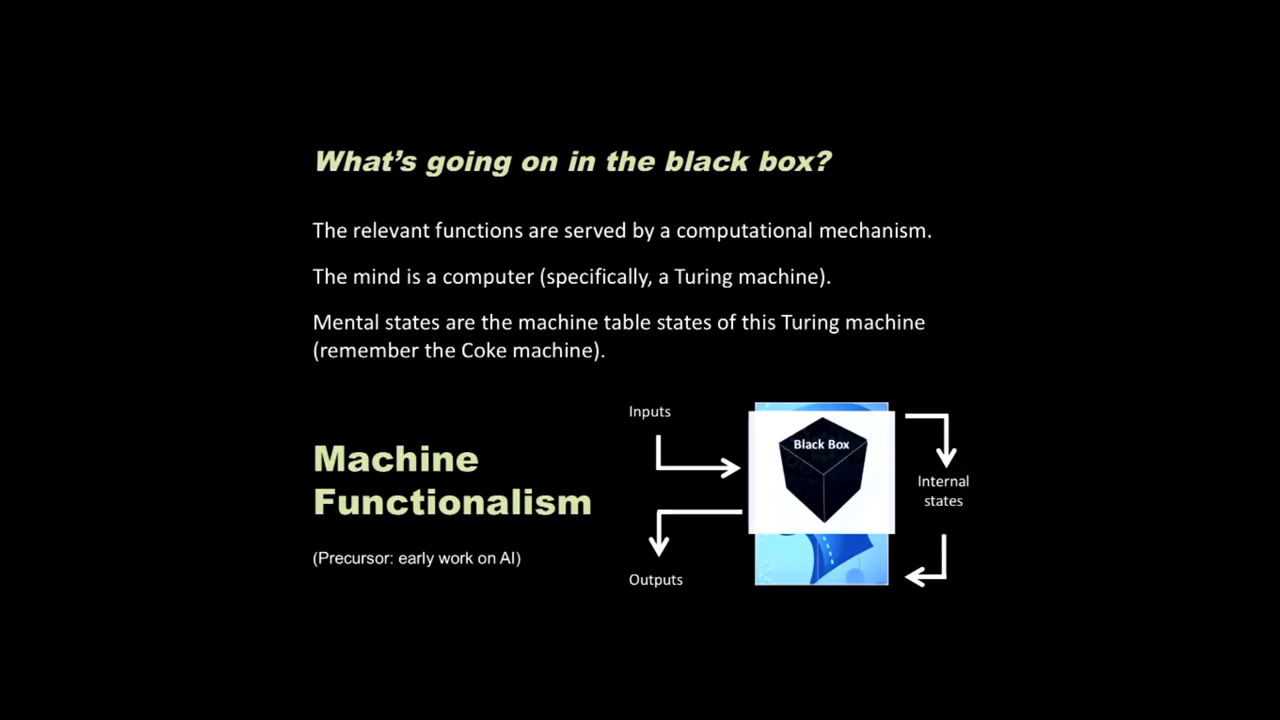 What's going on in the black box?
The relevant functions are served by a computational mechanism.
The mind is a computer (specifically, a Turing machine).
Mental states are the machine table states of this Turing machine
(remember the Coke machine).
Machine
Functionalism
(Precursor: early work on AI)
Inputs
Black Box
Internal
states
Outputs